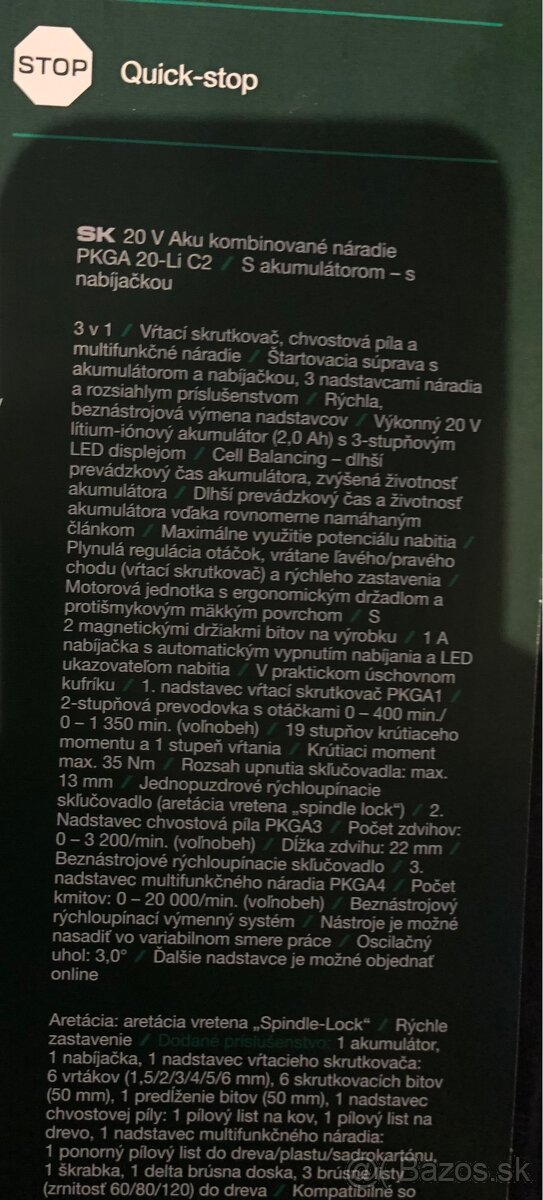 STOP
Quick-stop
SK 20 V Aku kombinované náradie
PKGA 20-Li C2 / S akumulátorom – s
nabíjačkou
3 v 1 / Vŕtací skrutkovač, chvostová píla a
multifunkčné náradie / Štartovacia súprava s
akumulátorom a nabíjačkou, 3 nadstavcami náradia
a rozsiahlym príslušenstvom / Rýchla,
beznástrojová výmena nadstavcov / Výkonný 20 V
lítium-iónový akumulátor (2,0 Ah) s 3-stupňovým
LED displejom / Cell Balancing – dlhší
prevádzkový čas akumulátora, zvýšená životnosť
akumulátora / Dlhší prevádzkový čas a životnosť
akumulátora vďaka rovnomerne namáhaným
článkom / Maximálne využitie potenciálu nabitia /
Plynulá regulácia otáčok, vrátane ľavého/pravého
chodu (vŕtací skrutkovač) a rýchleho zastavenia /
Motorová jednotka s ergonomickým držadlom a
protišmykovým mäkkým povrchom / S
2 magnetickými držiakmi bitov na výrobku / 1 A
nabíjačka s automatickým vypnutím nabíjania a LED
ukazovateľom nabitia / V praktickom úschovnom
kufríku / 1. nadstavec vŕtací skrutkovač PKGA1 /
2-stupňová prevodovka s otáčkami 0 – 400 min./
0 – 1 350 min. (voľnobeh) / 19 stupňov krútiaceho
momentu a 1 stupeň vŕtania / Krútiaci moment
max. 35 Nm / Rozsah upnutia skľučovadla: max.
13 mm / Jednopuzdrové rýchloupínacie
skľučovadlo (aretácia vretena „spindle lock“) / 2.
Nadstavec chvostová píla PKGA3 / Počet zdvihov:
0 – 3 200/min. (voľnobeh) / Dĺžka zdvihu: 22 mm /
Beznástrojové rýchloupínacie skľučovadlo / 3.
nadstavec multifunkčného náradia PKGA4 / Počet
kmitov: 0 – 20 000/min. (voľnobeh) / Beznástrojový
rýchloupínací výmenný systém / Nástroje je možné
nasadiť vo variabilnom smere práce / Oscilačný
uhol: 3,0° / Ďalšie nadstavce je možné objednať
online
Aretácia: aretácia vretena „Spindle-Lock“ / Rýchle
zastavenie / Dodané príslušenstvo: 1 akumulátor,
1 nabíjačka, 1 nadstavec vŕtacieho skrutkovača:
6 vrtákov (1,5/2/3/4/5/6 mm), 6 skrutkovacích bitov
(50 mm), 1 predĺženie bitov (50 mm), 1 nadstavec
chvostovej píly: 1 pílový list na kov, 1 pílový list na
drevo, 1 nadstavec multifunkčného náradia:
1 ponorný pílový list do dreva/plastu/sadrokartónu,
1 škrabka, 1 delta brúsna doska, 3 brúsne listy
(zrnitosť 60/80/120) do dreva / Kompatibilné so
Bazos.sk